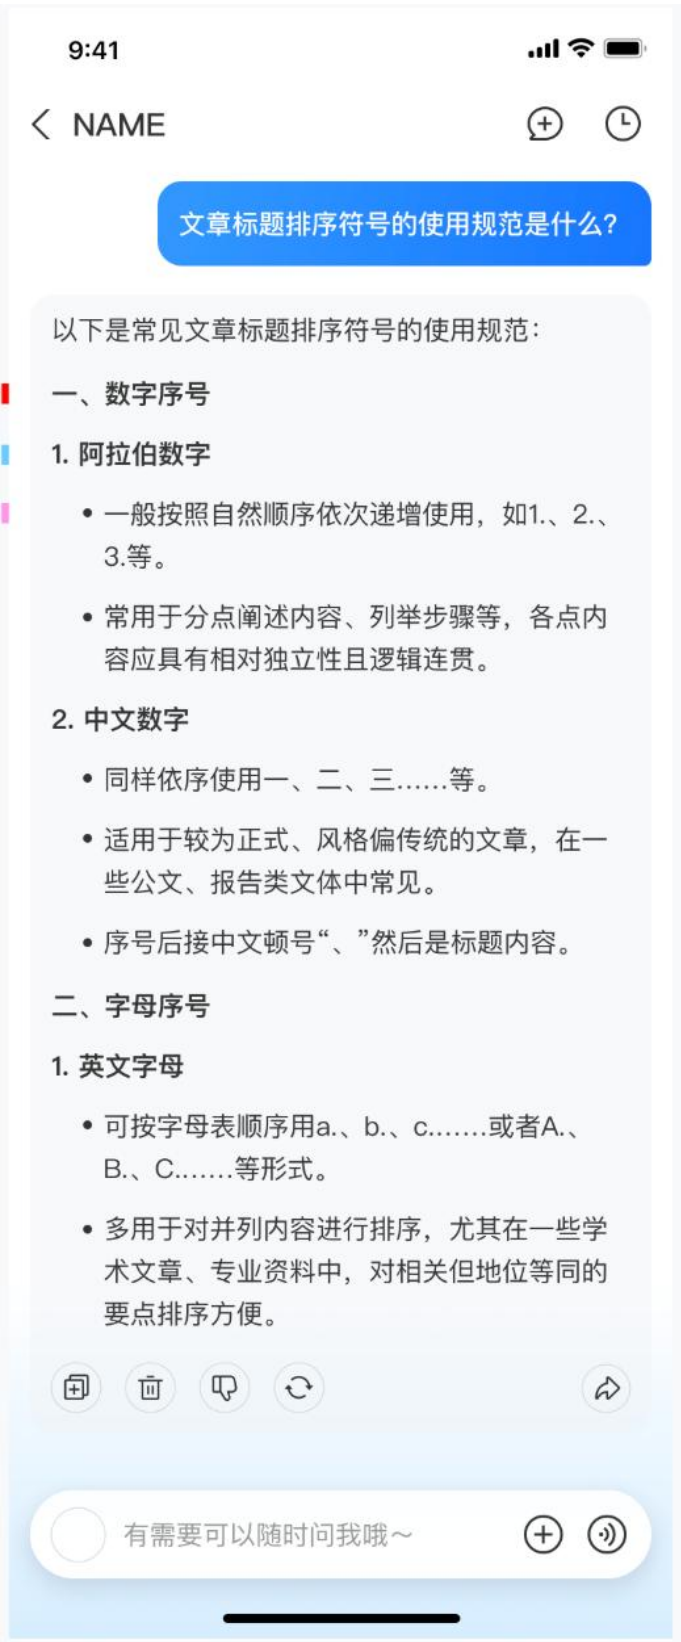 9:41
NAME
文章标题排序符号的使用规范是什么?
以下是常见文章标题排序符号的使用规范：
一、数字序号
1. 阿拉伯数字
• 一般按照自然顺序依次递增使用，如1.、2.、
3.等。
• 常用于分点阐述内容、列举步骤等，各点内
容应具有相对独立性且逻辑连贯。
2. 中文数字
• 同样依序使用一、二、三……等。
• 适用于较为正式、风格偏传统的文章，在一
些公文、报告类文体中常见。
• 序号后接中文顿号“、”然后是标题内容。
二、字母序号
1. 英文字母
• 可按字母表顺序用a.、b.、c.……或者A.、
B.、C.……等形式。
• 多用于对并列内容进行排序，尤其在一些学
术文章、专业资料中，对相关但地位等同的
要点排序方便。
有需要可以随时问我哦～